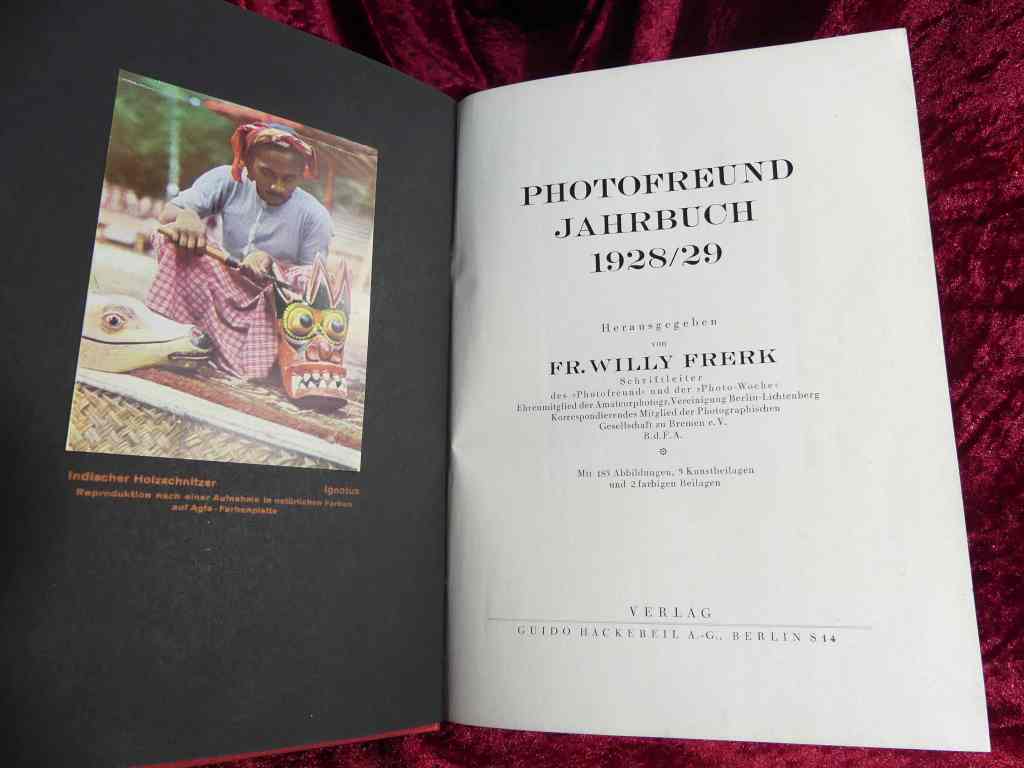 Indischer Holzschnitzer
Ignotus
Reproduktion nach einer Aufnahme in natürlichen Farben
auf Agfa-Farbenplatte
PHOTOFREUND
JAHRBUCH
1928/29
Herausgegeben
von
FR. WILLY FRERK
Schriftleiter
des »Photofreund« und der »Photo-Woche«
Ehrenmitglied der Amateurphotogr. Vereinigung Berlin-Lichtenberg
Korrespondierendes Mitglied der Photographischen
Gesellschaft zu Bremen e.V.
B.d.F.A.
Mit 183 Abbildungen, 3 Kunstbeilagen
und 2 farbigen Beilagen
VERLAG
GUIDO HACKEBEIL A.-G., BERLIN S 14